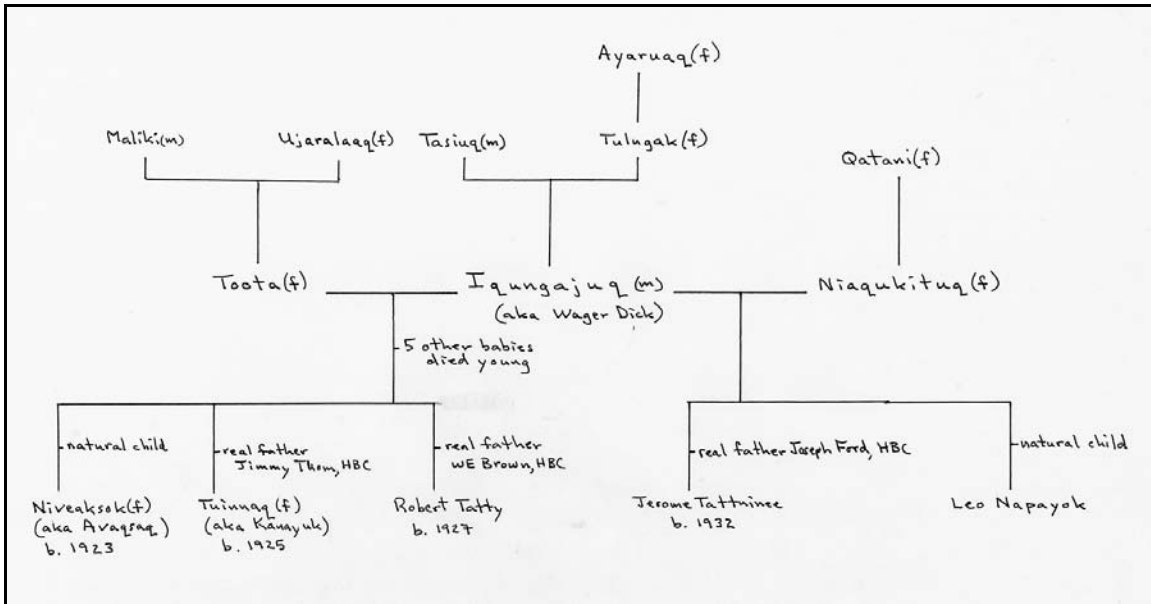 Ayaruaq(f)
Maliki(m)
Ujaralaaq(f)
Tasiuq(m)
Tulugak(f)
Qatani(f)
Toota(f)
Iqungajuq (m)
(aka Wager Dick)
Niaqukituq(f)
5 other babies
died young
natural child
real father
Jimmy Thom, HBC
real father
WE Brown, HBC
real father Joseph Ford, HBC
natural child
Niveaksok(f)
(aka Avaqsaq)
b. 1923
Tuinnaq(f)
(aka Kanayuk)
b. 1925
Robert Tatty
b. 1927
Jerome Tattninee
b. 1932
Leo Napayok